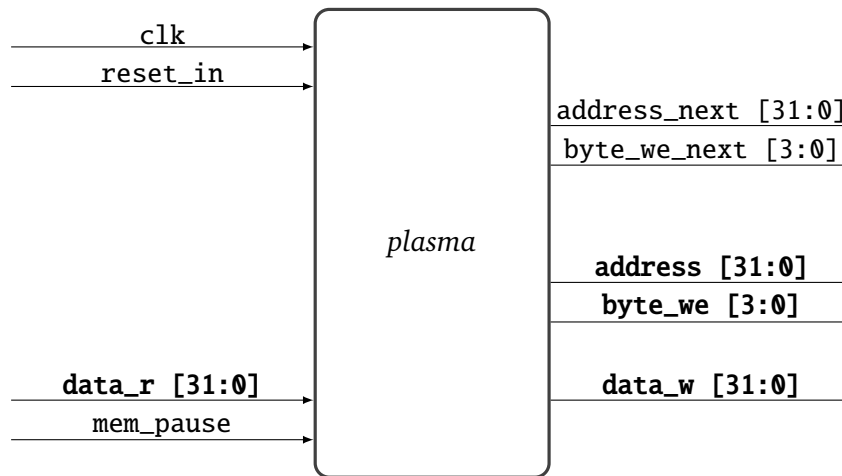 clk
reset_in
address_next [31:0]
byte_we_next [3:0]
plasma
address [31:0]
byte_we [3:0]
data_r [31:0]
data_w [31:0]
mem_pause